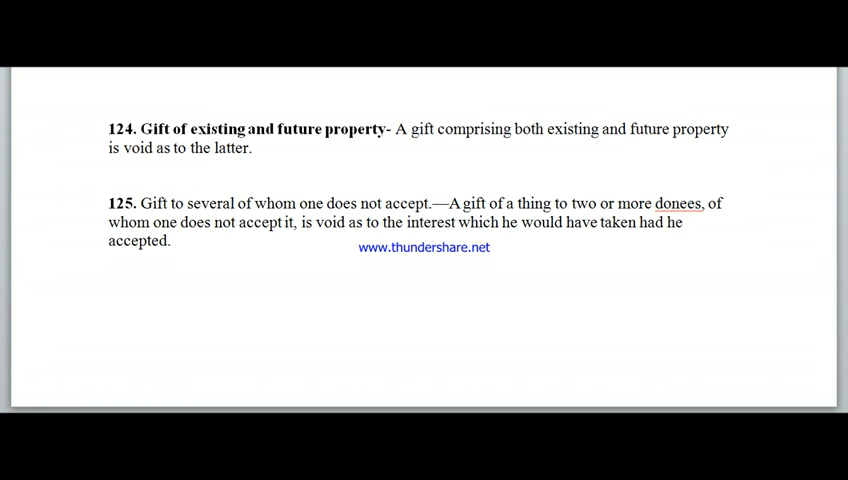 124. Gift of existing and future property- A gift comprising both existing and future property
is void as to the latter.
125. Gift to several of whom one does not accept.—A gift of a thing to two or more donees, of
whom one does not accept it, is void as to the interest which he would have taken had he
accepted.
www.thundershare.net